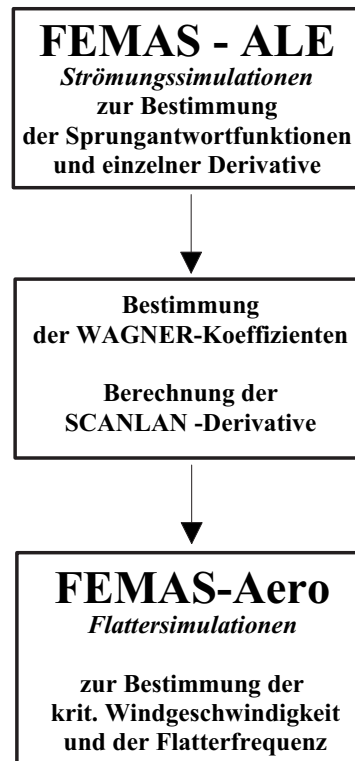 FEMAS - ALE
Strömungssimulationen
zur Bestimmung
der Sprungantwortfunktionen
und einzelner Derivative
Bestimmung
der WAGNER-Koeffizienten
Berechnung der
SCANLAN -Derivative
FEMAS-Aero
Flattersimulationen
zur Bestimmung der
krit. Windgeschwindigkeit
und der Flatterfrequenz